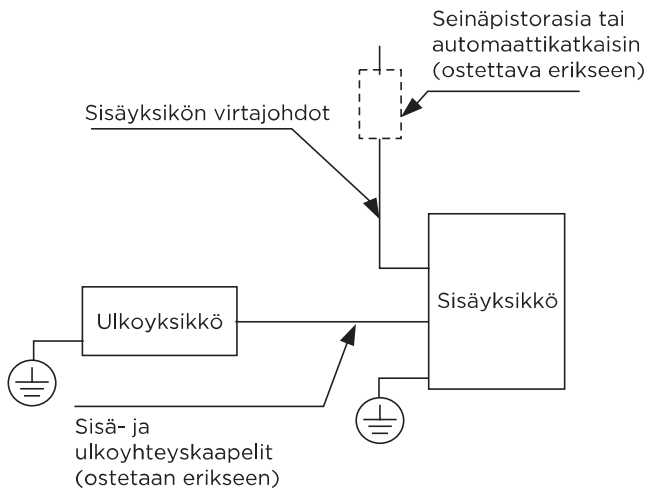 Seinäpistorasia tai
automaattikatkaisin
(ostettava erikseen)
Sisäyksikön virtajohdot
Sisäyksikkö
Ulkoyksikkö
Sisä- ja
ulkoyhteyskaapelit
(ostetaan erikseen)